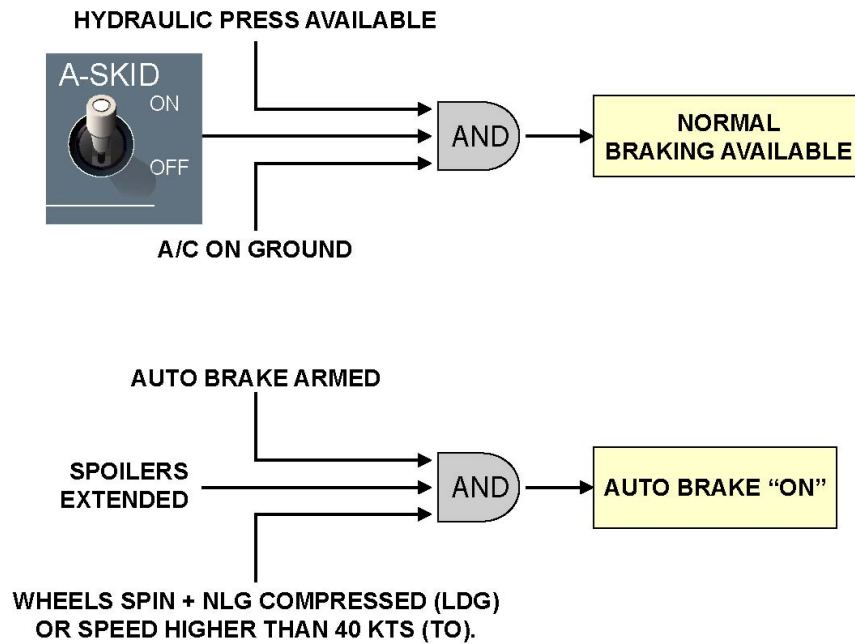 HYDRAULIC PRESS AVAILABLE
A-SKID
ON
OFF
AND
NORMAL
BRAKING AVAILABLE
A/C ON GROUND
AUTO BRAKE ARMED
SPOILERS
EXTENDED
AND
AUTO BRAKE “ON”
WHEELS SPIN + NLG COMPRESSED (LDG)
OR SPEED HIGHER THAN 40 KTS (TO).